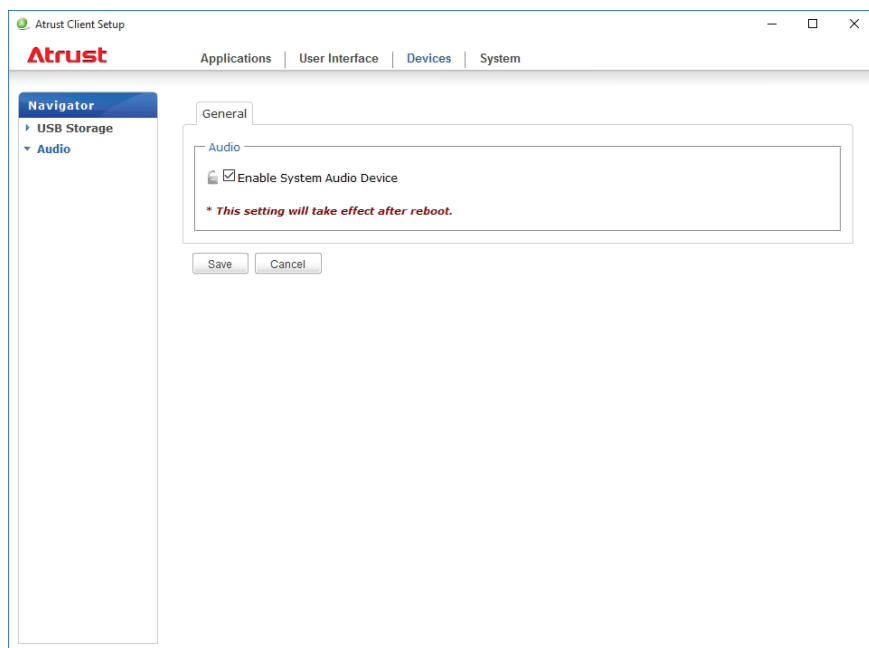 Atrust Client Setup
Atrust
Applications | User Interface | Devices | System
Navigator
USB Storage
Audio
General
Audio
Enable System Audio Device
* This setting will take effect after reboot.
Save Cancel